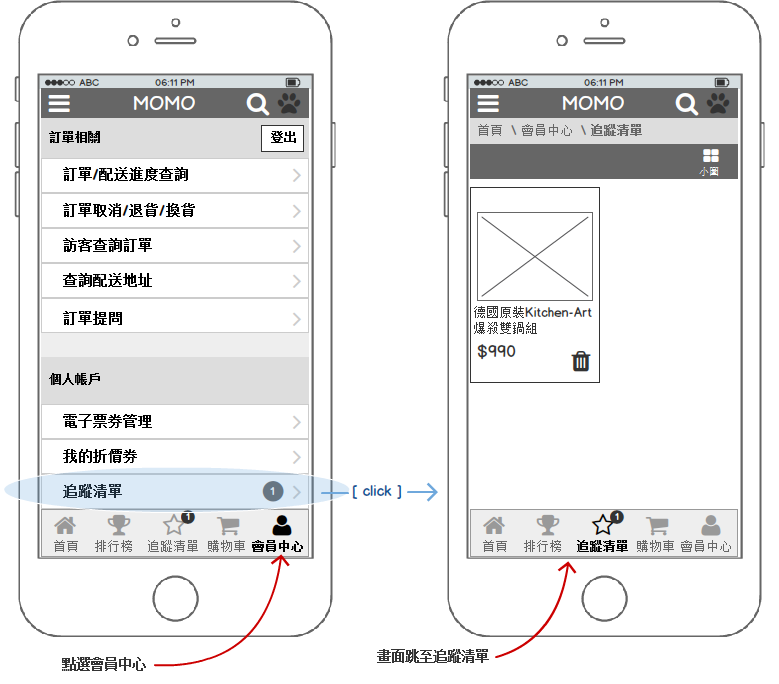 ABC 06:11 PM
MOMO
訂單相關 登出
訂單/配送進度查詢
訂單取消/退貨/換貨
訪客查詢訂單
查詢配送地址
訂單提問
個人帳戶
電子票券管理
我的折價券
追蹤清單 1
1
首頁 排行榜 追蹤清單 購物車 會員中心
點選會員中心
[ click ]
ABC 06:11 PM
MOMO
首頁 \ 會員中心 \ 追蹤清單
小圖
德國原裝Kitchen-Art
爆殺雙鍋組
$990
1
首頁 排行榜 追蹤清單 購物車 會員中心
畫面跳至追蹤清單